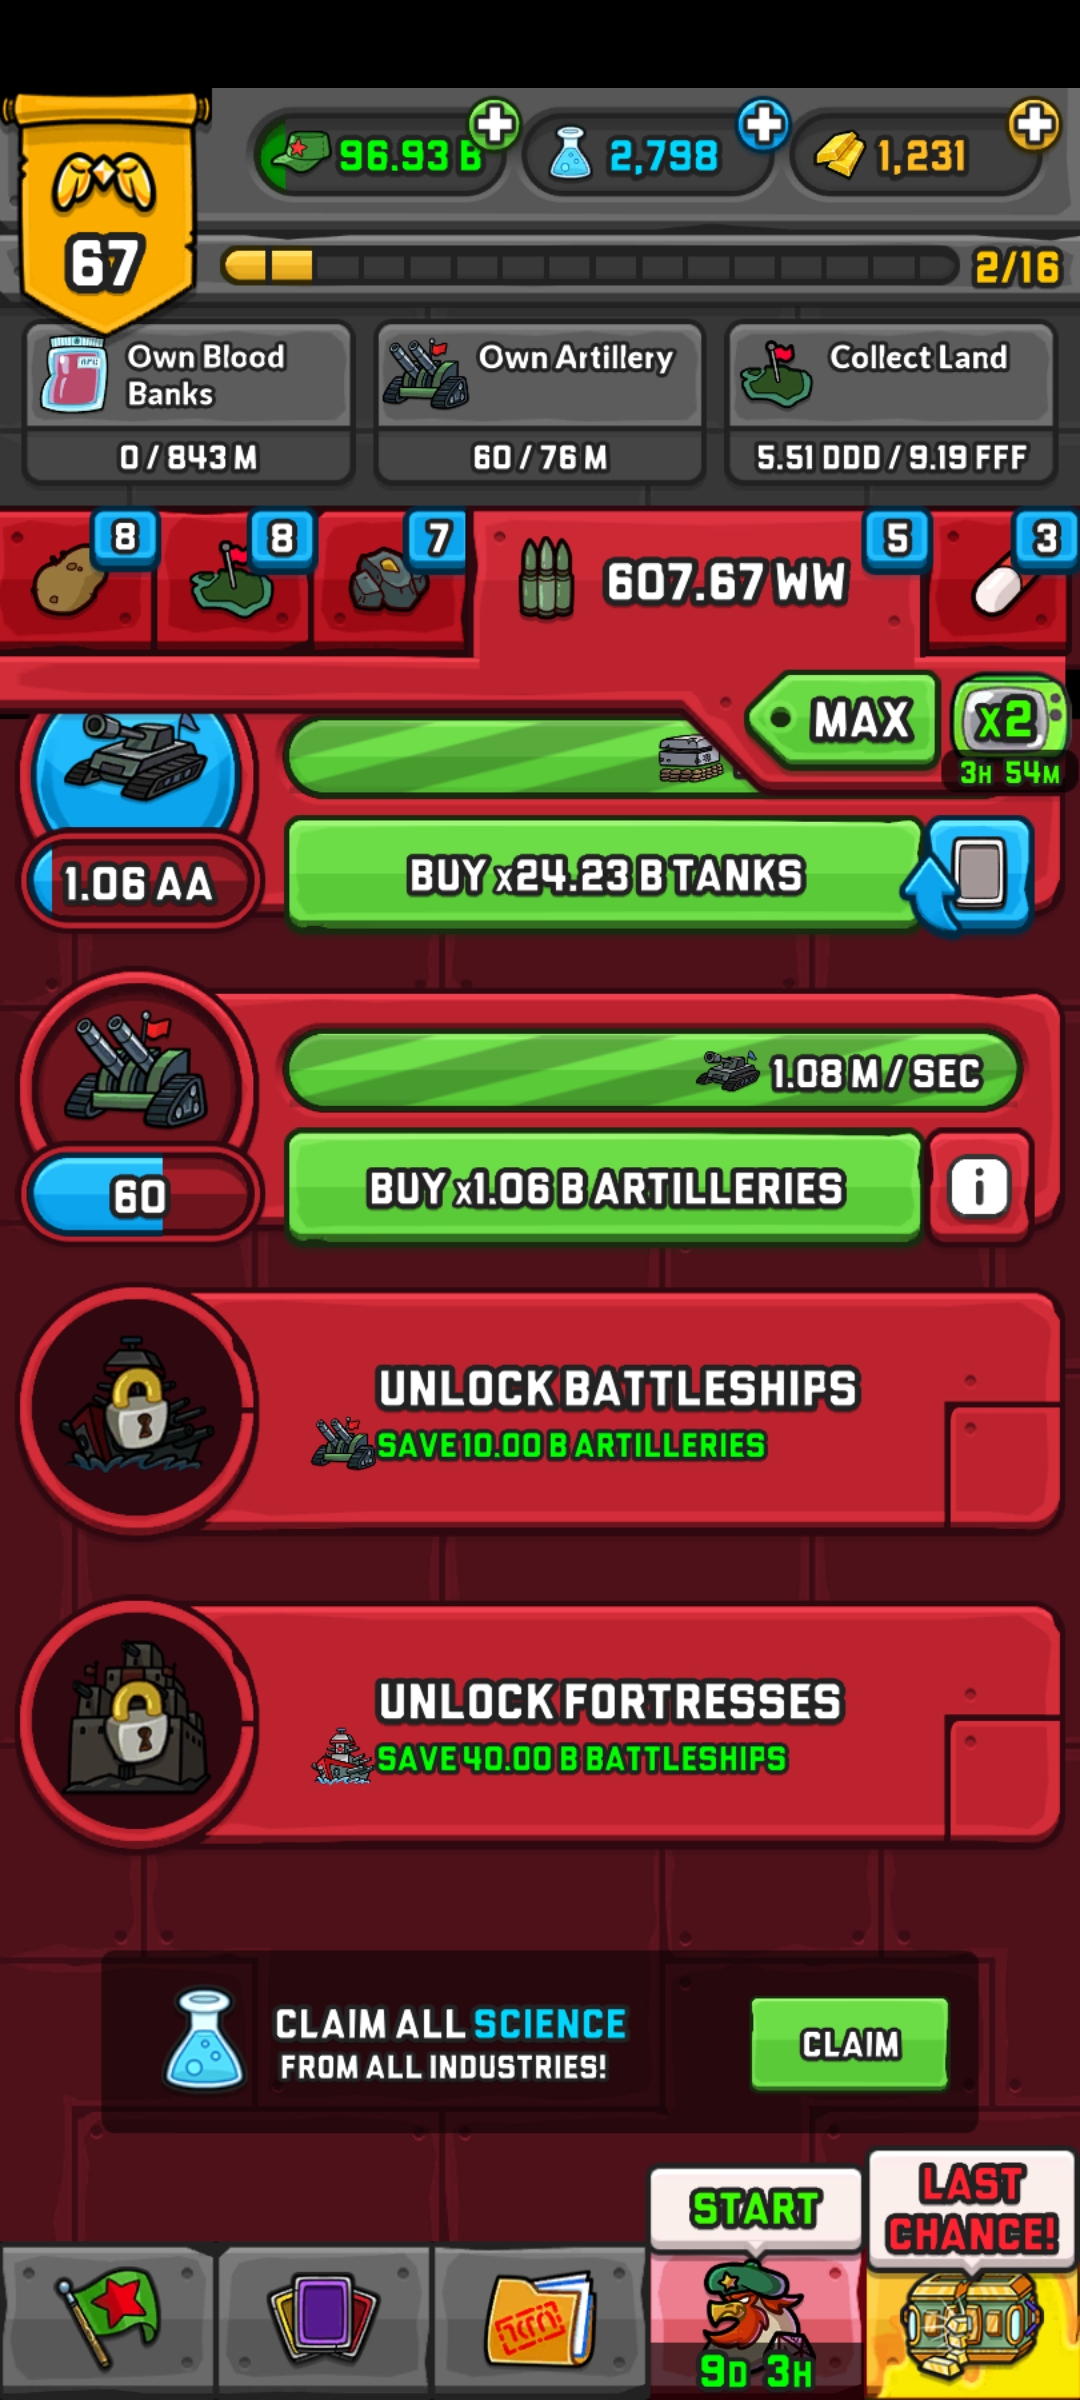 96.93 B
2,798
1,231
67
2/16
Own Blood
Banks
0 / 843 M
Own Artillery
60 / 76 M
Collect Land
5.51 DDD / 9.19 FFF
8
8
7
607.67 WW
5
3
MAX
x2
3H 54M
1.06 AA
BUY x24.23 B TANKS
1.08 M / SEC
60
BUY x1.06 B ARTILLERIES
i
UNLOCK BATTLESHIPS
SAVE 10.00 B ARTILLERIES
UNLOCK FORTRESSES
SAVE 40.00 B BATTLESHIPS
CLAIM ALL SCIENCE
FROM ALL INDUSTRIES!
CLAIM
START
LAST
CHANCE!
9D 3H